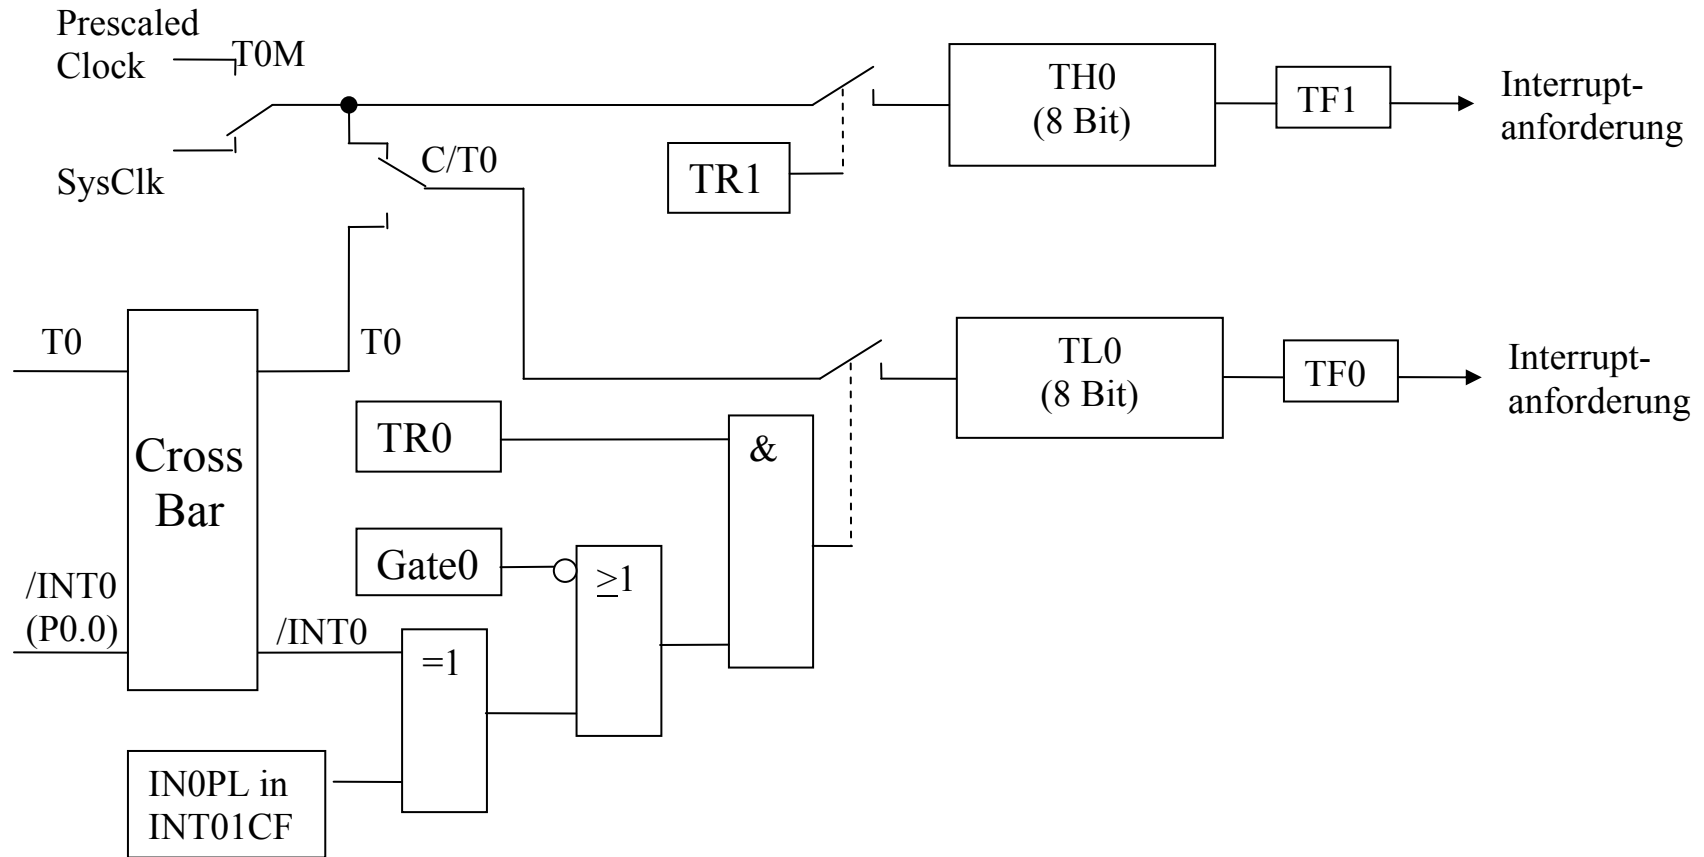 Prescaled
Clock
T0M
SysClk
C/T0
TR1
TH0
(8 Bit)
TF1
Interrupt-
anforderung
T0
T0
Cross
Bar
/INT0
(P0.0)
/INT0
TR0
Gate0
IN0PL in
INT01CF
=1
≥1
&
TL0
(8 Bit)
TF0
Interrupt-
anforderung